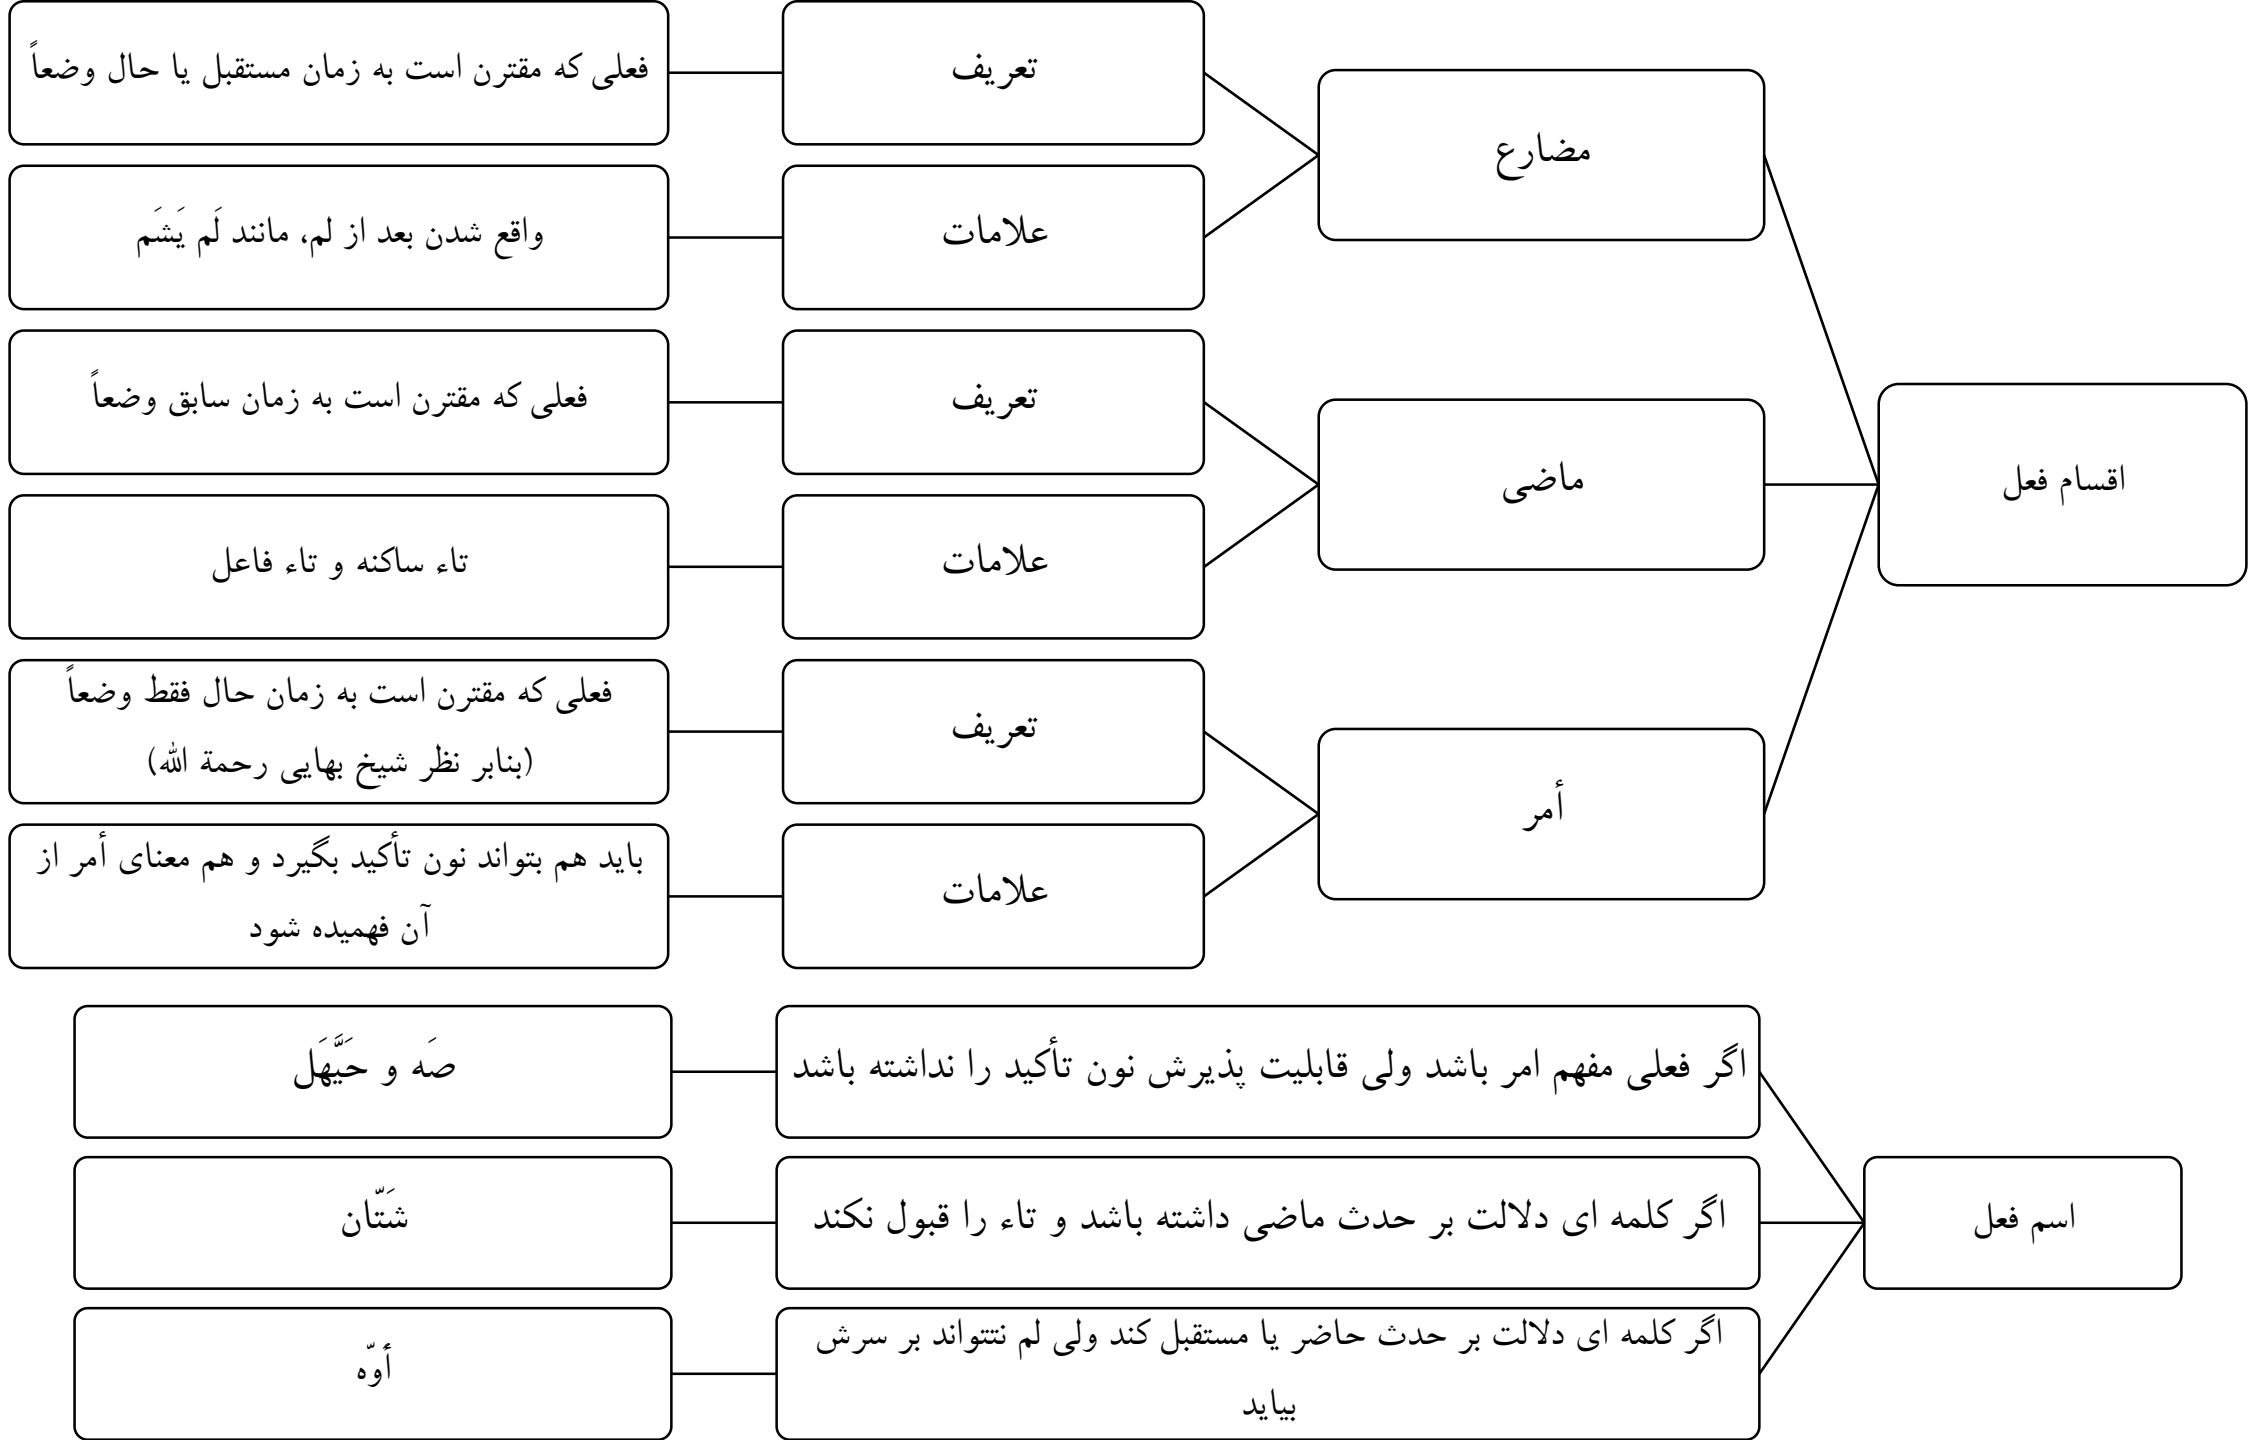 اقسام فعل
مضارع
تعریف
فعلی که مقترن است به زمان مستقبل یا حال وضعاً
علامات
واقع شدن بعد از لم، مانند لَم یَشَم
ماضی
تعریف
فعلی که مقترن است به زمان سابق وضعاً
علامات
تاء ساکنه و تاء فاعل
أمر
تعریف
فعلی که مقترن است به زمان حال فقط وضعاً
(بنابر نظر شیخ بهایی رحمة الله)
علامات
باید هم بتواند نون تأکید بگیرد و هم معنای أمر از
آن فهمیده شود
اسم فعل
اگر فعلی مفهم امر باشد ولی قابلیت پذیرش نون تأکید را نداشته باشد
صَه و حَیَّهَل
اگر کلمه ای دلالت بر حدث ماضی داشته باشد و تاء را قبول نکند
شَتّان
اگر کلمه ای دلالت بر حدث حاضر یا مستقبل کند ولی لم نتتواند بر سرش
بیاید
أوّه